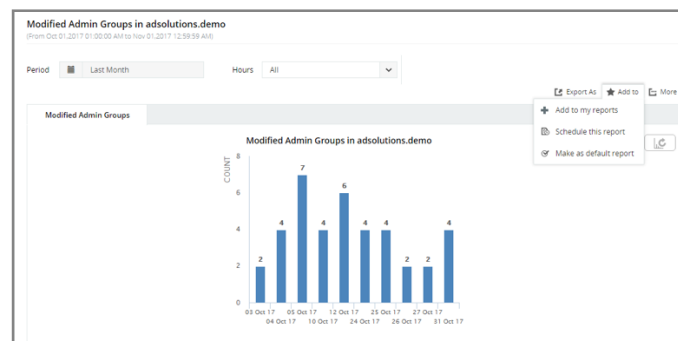 Modified Admin Groups in adsolutions.demo
(From Oct 01,2017 01:00:00 AM to Nov 01,2017 12:59:59 AM)
Period Last Month Hours All
Export As Add to More
Add to my reports
Schedule this report
Make as default report
Modified Admin Groups
Modified Admin Groups in adsolutions.demo
COUNT
8
6
4
2
0
2
4
7
4
6
4
4
2
2
4
03 Oct 17 05 Oct 17 12 Oct 17 25 Oct 17 27 Oct 17
04 Oct 17 10 Oct 17 24 Oct 17 26 Oct 17 31 Oct 17